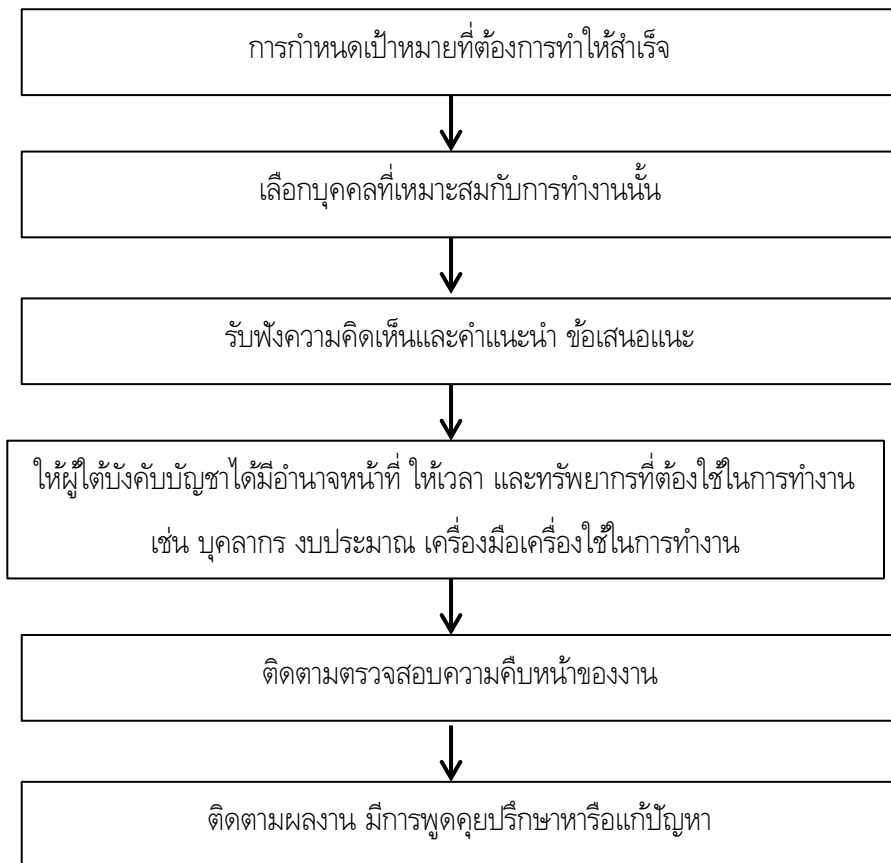 การกำหนดเป้าหมายที่ต้องการทำให้สำเร็จ
เลือกบุคคลที่เหมาะสมกับการทำงานนั้น
รับฟังความคิดเห็นและคำแนะนำ ข้อเสนอแนะ
ให้ผู้ใต้บังคับบัญชาได้มีอำนาจหน้าที่ ให้เวลา และทรัพยากรที่ต้องใช้ในการทำงาน
เช่น บุคลากร งบประมาณ เครื่องมือเครื่องใช้ในการทำงาน
ติดตามตรวจสอบความคืบหน้าของงาน
ติดตามผลงาน มีการพูดคุยปรึกษาหารือแก้ปัญหา